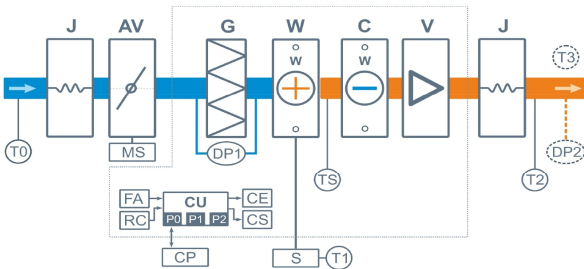 J AV G W C V J
W W
T3
T0
MS
DP1
TS
T2
DP2
FA
CU
CE
RC
P0 P1 P2
CS
CP
S
T1